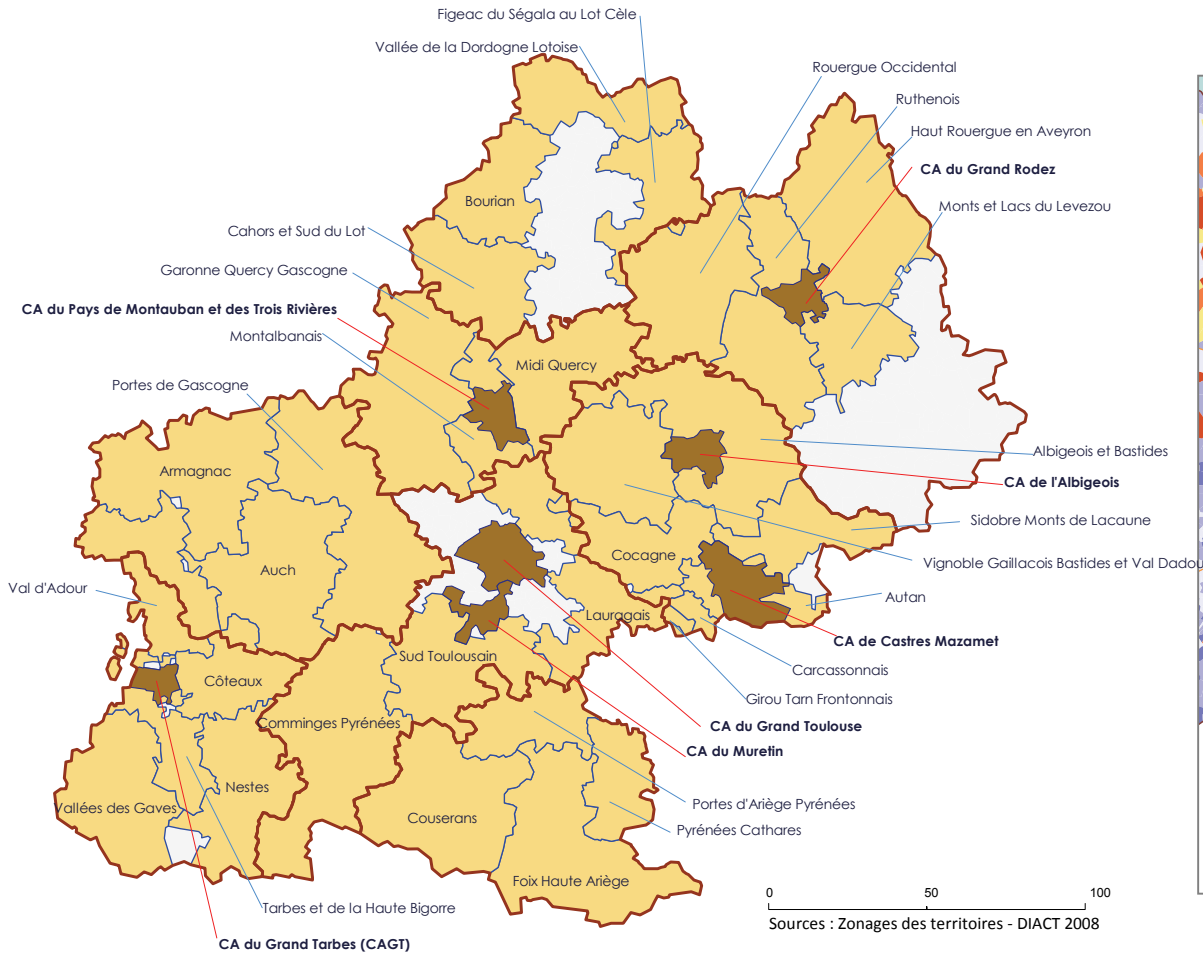 Figeac du Ségala au Lot Cèle
Vallée de la Dordogne Lotoise
Rouergue Occidental
Ruthenois
Haut Rouergue en Aveyron
CA du Grand Rodez
Bourian
Monts et Lacs du Levezou
Cahors et Sud du Lot
Garonne Quercy Gascogne
CA du Pays de Montauban et des Trois Rivières
Montalbanais
Midi Quercy
Portes de Gascogne
Albigeois et Bastides
Armagnac
CA de l'Albigeois
Sidobre Monts de Lacaune
Cocagne
Vignoble Gaillacois Bastides et Val Dadou
Auch
Val d'Adour
Autan
Lauragais
CA de Castres Mazamet
Sud Toulousain
Carcassonnais
Côteaux
Girou Tarn Frontonnais
Comminges Pyrénées
CA du Grand Toulouse
CA du Muretin
Nestes
Vallées des Gaves
Portes d'Ariège Pyrénées
Couserans
Pyrénées Cathares
Foix Haute Ariège
0 50 100
Tarbes et de la Haute Bigorre
Sources : Zonages des territoires - DIACT 2008
CA du Grand Tarbes (CAGT)